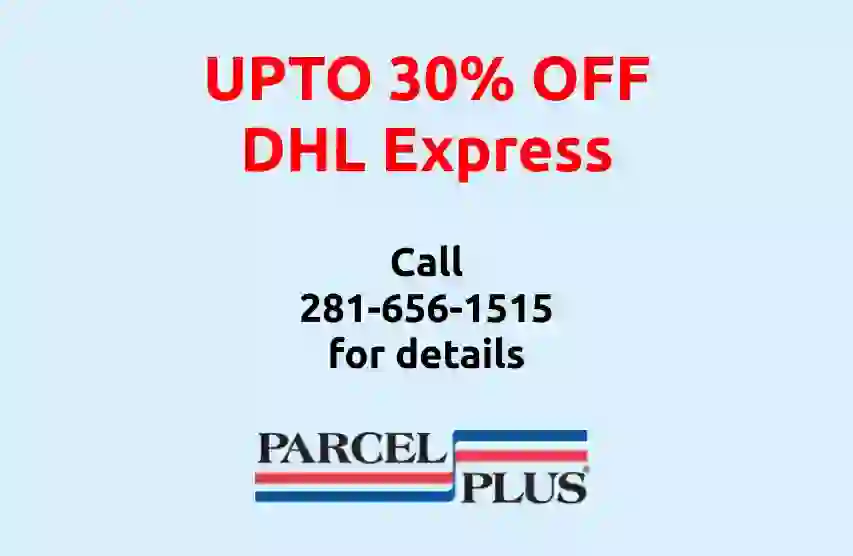 UPTO 30% OFF
DHL Express
Call
281-656-1515
for details
PARCEL
PLUS®